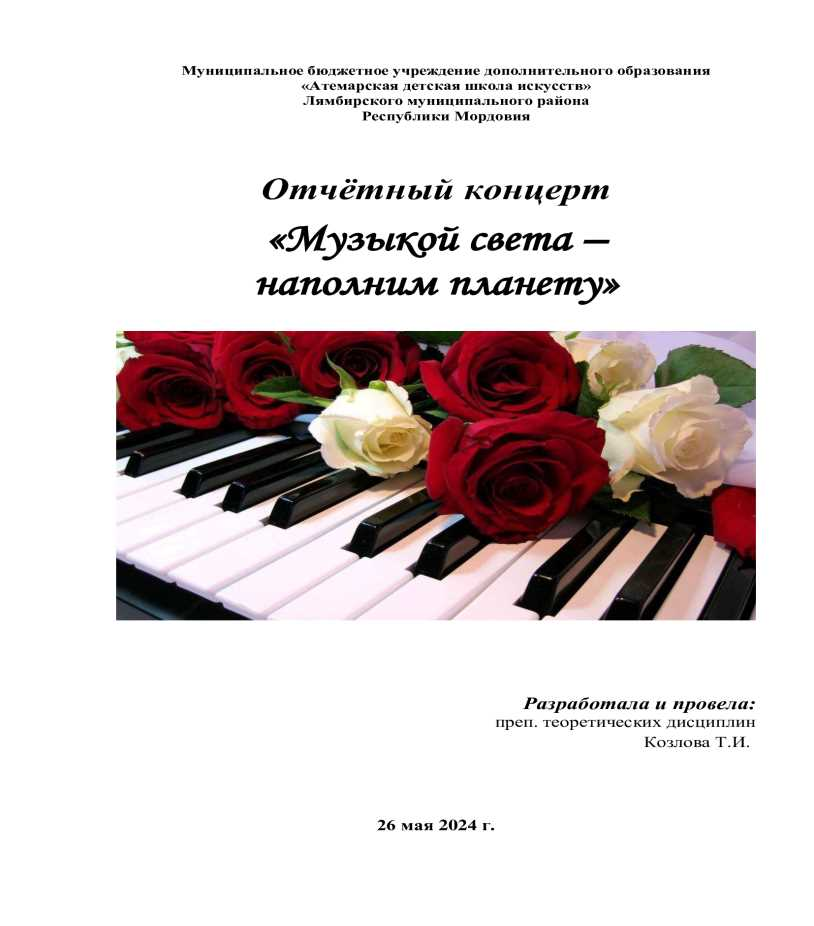 Муниципальное бюджетное учреждение дополнительного образования
«Атемарская детская школа искусств»
Лямбирского муниципального района
Республики Мордовия
Отчётный концерт
«Музыкой света –
наполним планету»
Разработала и провела:
преп. теоретических дисциплин
Козлова Т.И.
26 мая 2024 г.